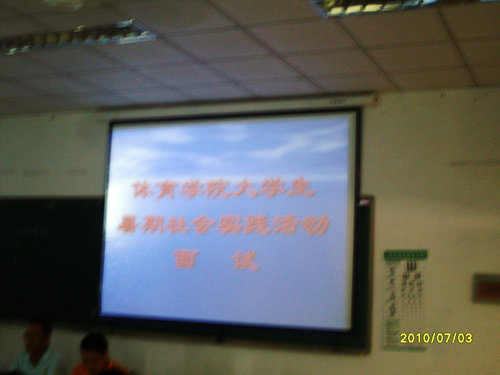 体育学院大学生
暑期社会实践活动
面 试
2010/07/03